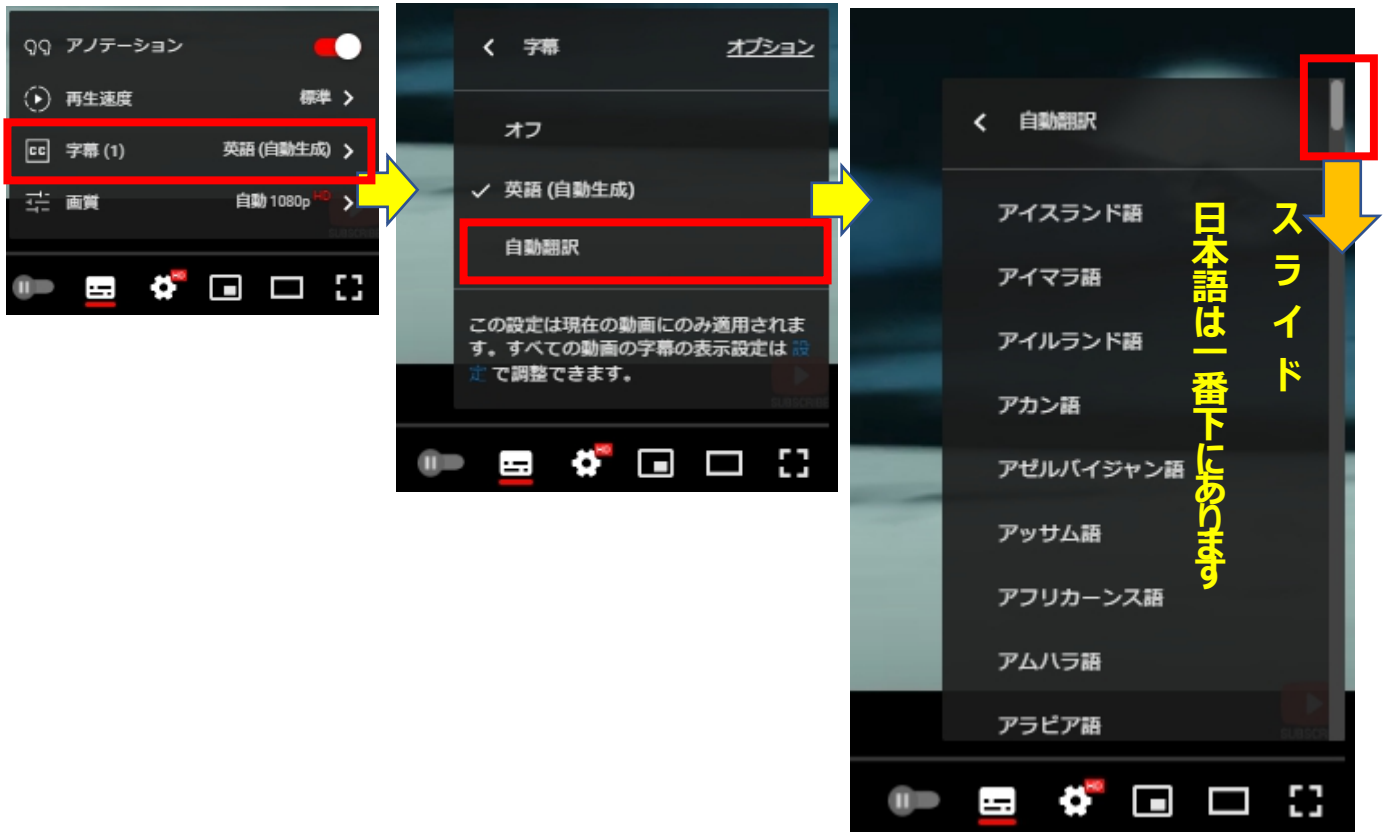 アノテーション
再生速度 標準
cc 字幕 (1) 英語 (自動生成)
画質 自動 1080p HD
SUBSCRIBE
HD
字幕 オプション
オフ
英語 (自動生成)
自動翻訳
この設定は現在の動画にのみ適用されま
す。すべての動画の字幕の表示設定は 設
定 で調整できます。
SUBSCRIBE
HD
自動翻訳
アイスランド語
アイマラ語
アイルランド語
アカン語
アゼルバイジャン語
アッサム語
アフリカーンス語
アムハラ語
アラビア語
スライド
日本語は一番下にあります
SUBSCR
HD